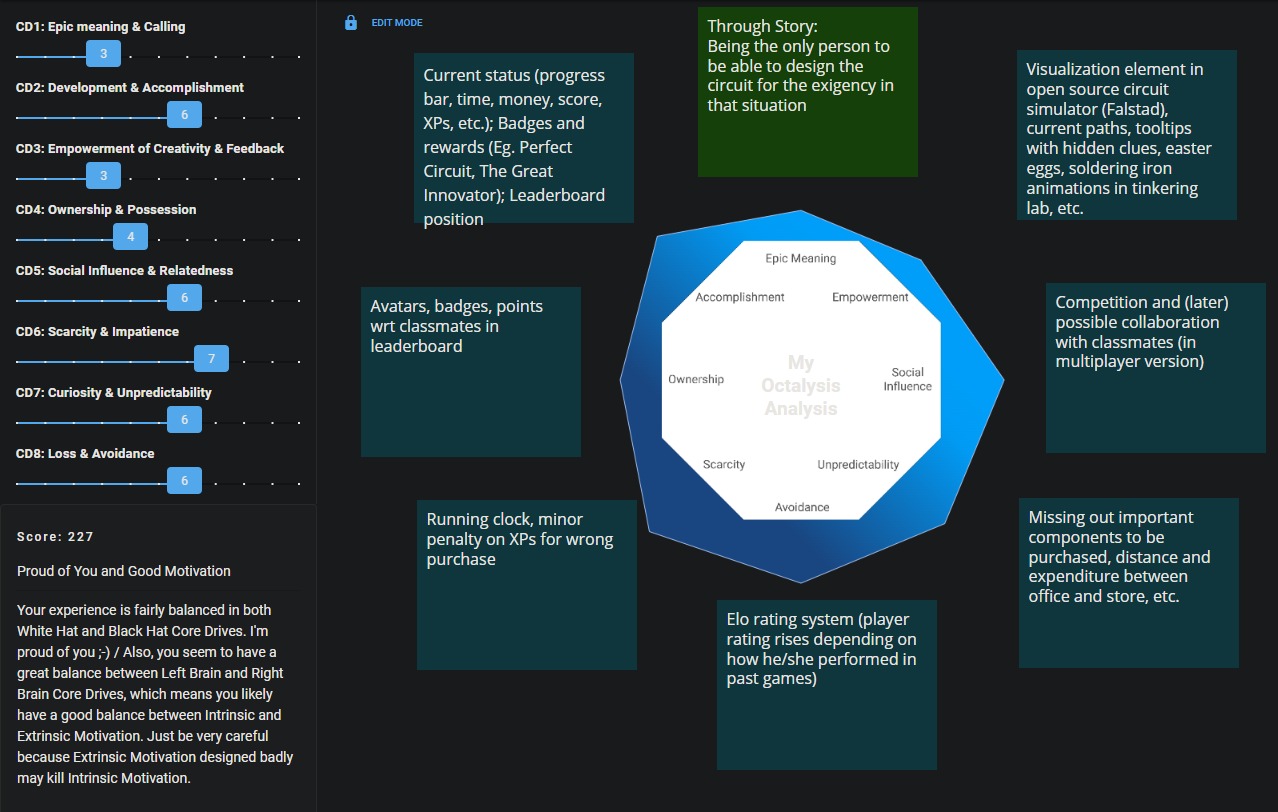 CD1: Epic meaning & Calling
3
CD2: Development & Accomplishment
6
CD3: Empowerment of Creativity & Feedback
3
CD4: Ownership & Possession
4
CD5: Social Influence & Relatedness
6
CD6: Scarcity & Impatience
7
CD7: Curiosity & Unpredictability
6
CD8: Loss & Avoidance
6
Score: 227
Proud of You and Good Motivation
Your experience is fairly balanced in both
White Hat and Black Hat Core Drives. I'm
proud of you ;-) / Also, you seem to have a
great balance between Left Brain and Right
Brain Core Drives, which means you likely
have a good balance between Intrinsic and
Extrinsic Motivation. Just be very careful
because Extrinsic Motivation designed badly
may kill Intrinsic Motivation.
EDIT MODE
Current status (progress
bar, time, money, score,
XPs, etc.); Badges and
rewards (Eg. Perfect
Circuit, The Great
Innovator); Leaderboard
position
Through Story:
Being the only person to
be able to design the
circuit for the exigency in
that situation
Visualization element in
open source circuit
simulator (Falstad),
current paths, tooltips
with hidden clues, easter
eggs, soldering iron
animations in tinkering
lab, etc.
Avatars, badges, points
wrt classmates in
leaderboard
Epic Meaning
Accomplishment
Empowerment
Ownership
My
Octalysis
Analysis
Social
Influence
Scarcity
Unpredictability
Avoidance
Competition and (later)
possible collaboration
with classmates (in
multiplayer version)
Running clock, minor
penalty on XPs for wrong
purchase
Elo rating system (player
rating rises depending on
how he/she performed in
past games)
Missing out important
components to be
purchased, distance and
expenditure between
office and store, etc.